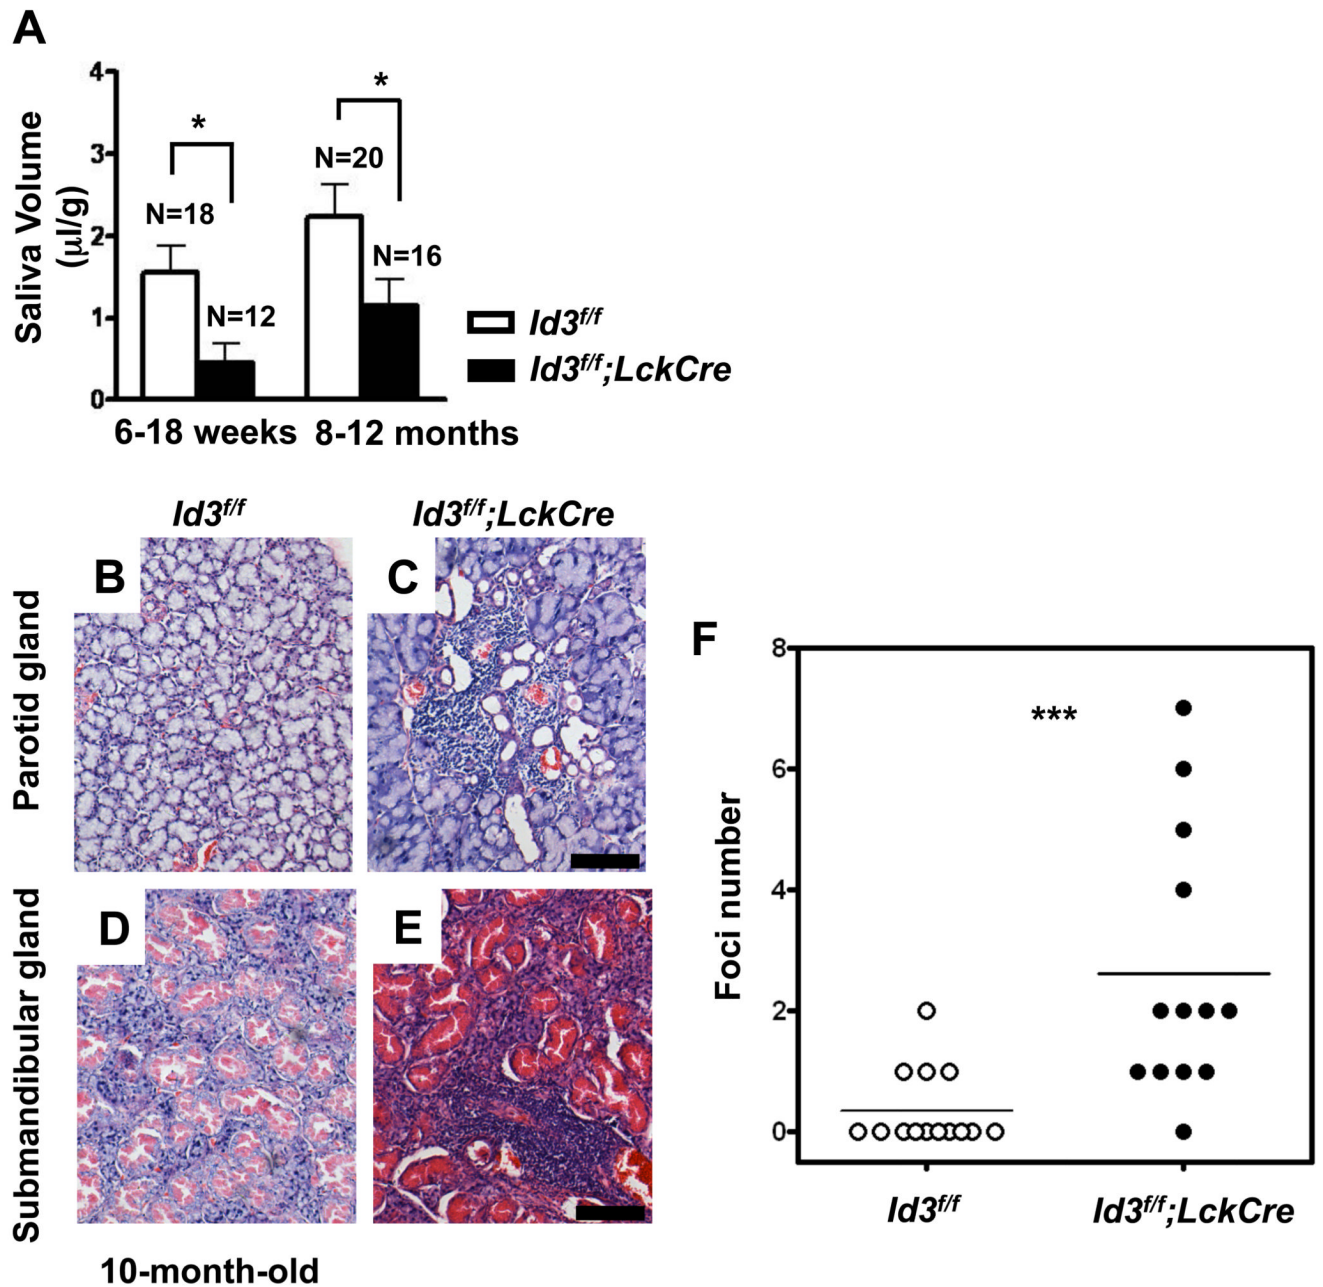 A
4
3
2
1
0
Saliva Volume
(μl/g)
*
*
N=18
N=12
N=20
N=16
Id3f/f
Id3f/f;LckCre
6-18 weeks
8-12 months
Id3f/f
Id3f/f;LckCre
Parotid gland
B
C
Submandibular gland
D
E
10-month-old
F
8
6
4
2
0
Foci number
***
Id3f/f
Id3f/f;LckCre